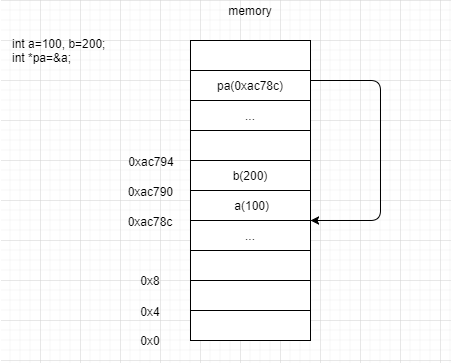 memory
int a=100, b=200;
int *pa=&a;
pa(0xac78c)
...
0xac794
b(200)
0xac790
a(100)
0xac78c
...
0x8
0x4
0x0